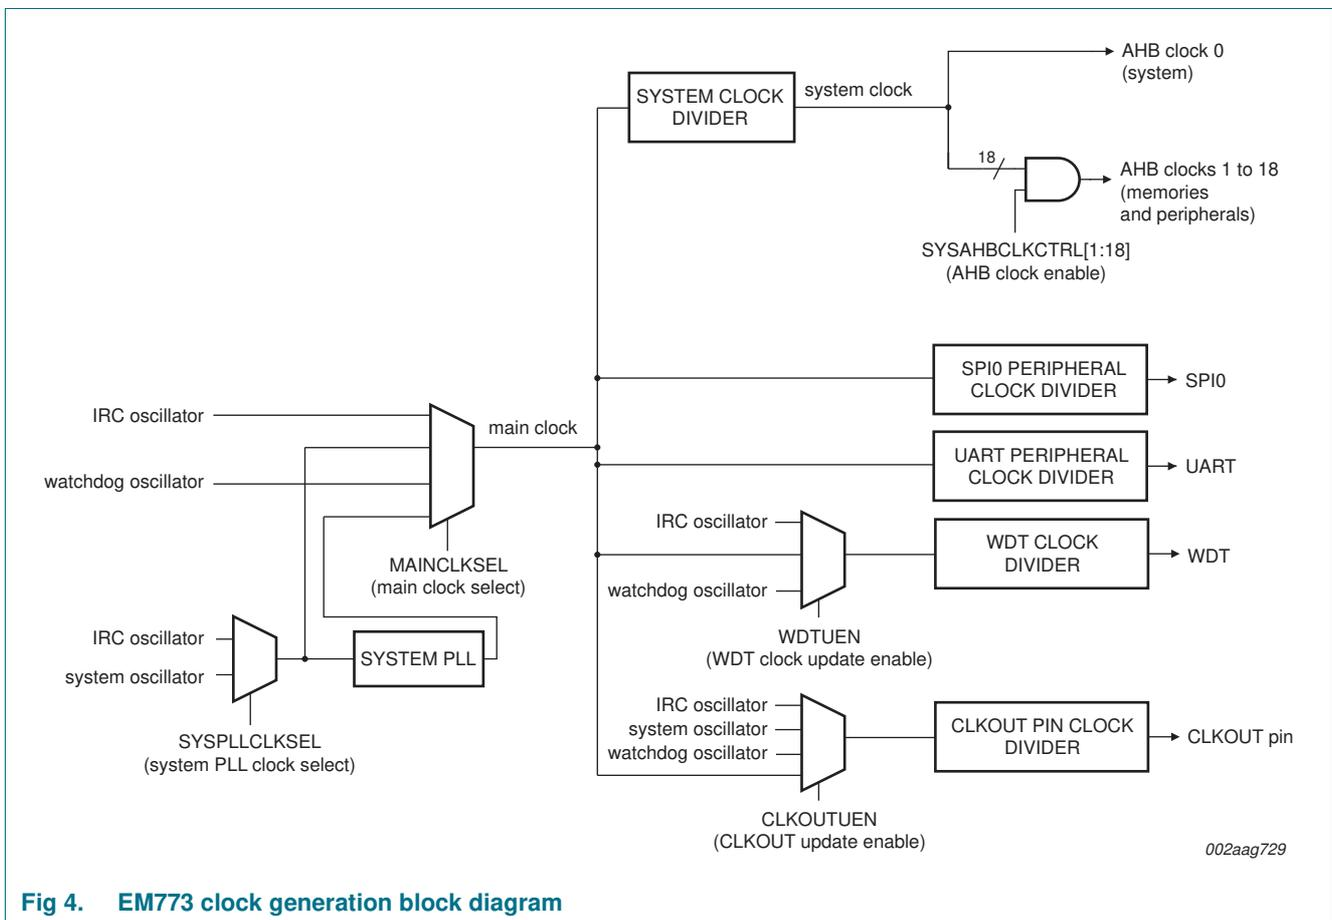 AHB clock 0
(system)
SYSTEM CLOCK
DIVIDER
system clock
18
AHB clocks 1 to 18
(memories
and peripherals)
SYSAHBCLKCTRL[1:18]
(AHB clock enable)
SPI0 PERIPHERAL
CLOCK DIVIDER
SPI0
IRC oscillator
main clock
UART PERIPHERAL
CLOCK DIVIDER
UART
watchdog oscillator
IRC oscillator
WDT CLOCK
DIVIDER
WDT
MAINCLKSEL
(main clock select)
watchdog oscillator
IRC oscillator
system oscillator
SYSTEM PLL
WDTUEN
(WDT clock update enable)
SYSPLLCLKSEL
(system PLL clock select)
IRC oscillator
system oscillator
watchdog oscillator
CLKOUT PIN CLOCK
DIVIDER
CLKOUT pin
CLKOUTUEN
(CLKOUT update enable)
002aag729
Fig 4. EM773 clock generation block diagram